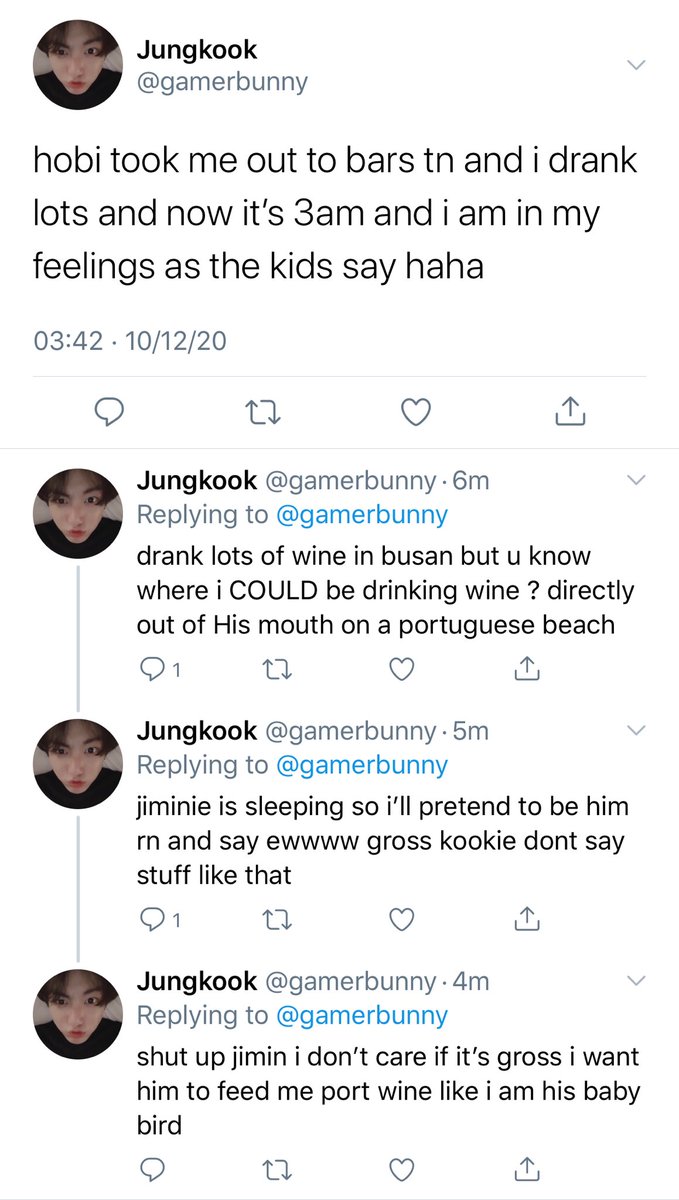 Jungkook
@gamerbunny
hobi took me out to bars tn and i drank
lots and now it’s 3am and i am in my
feelings as the kids say haha
03:42 · 10/12/20
Jungkook @gamerbunny · 6m
Replying to @gamerbunny
drank lots of wine in busan but u know
where i COULD be drinking wine ? directly
out of His mouth on a portuguese beach
1
Jungkook @gamerbunny · 5m
Replying to @gamerbunny
jiminie is sleeping so i’ll pretend to be him
rn and say ewwww gross kookie dont say
stuff like that
1
Jungkook @gamerbunny · 4m
Replying to @gamerbunny
shut up jimin i don’t care if it’s gross i want
him to feed me port wine like i am his baby
bird